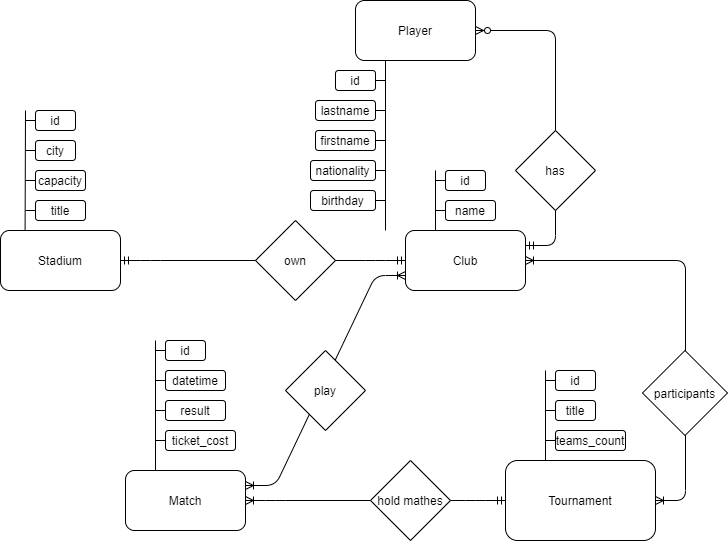 Player
id
lastname
firstname
nationality
birthday
id
city
capacity
title
Stadium
own
id
name
Club
has
play
participants
id
datetime
result
ticket_cost
Match
hold mathes
id
title
teams_count
Tournament